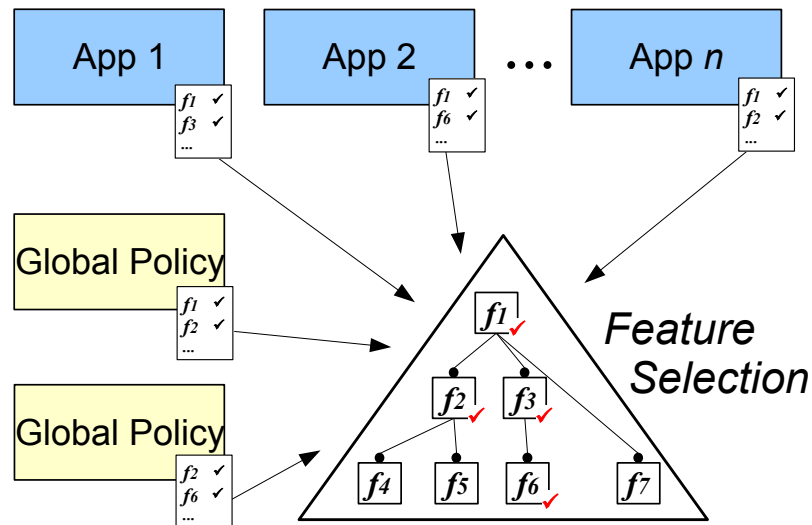 App 1
App 2
...
App n
f1 ✓
f3 ✓
...
f1 ✓
f6 ✓
...
f1 ✓
f2 ✓
...
Global Policy
f1 ✓
f2 ✓
...
Global Policy
f2 ✓
f6 ✓
...
Feature
Selection
f1 ✓
f2 ✓ f3 ✓
f4 f5 f6 ✓ f7